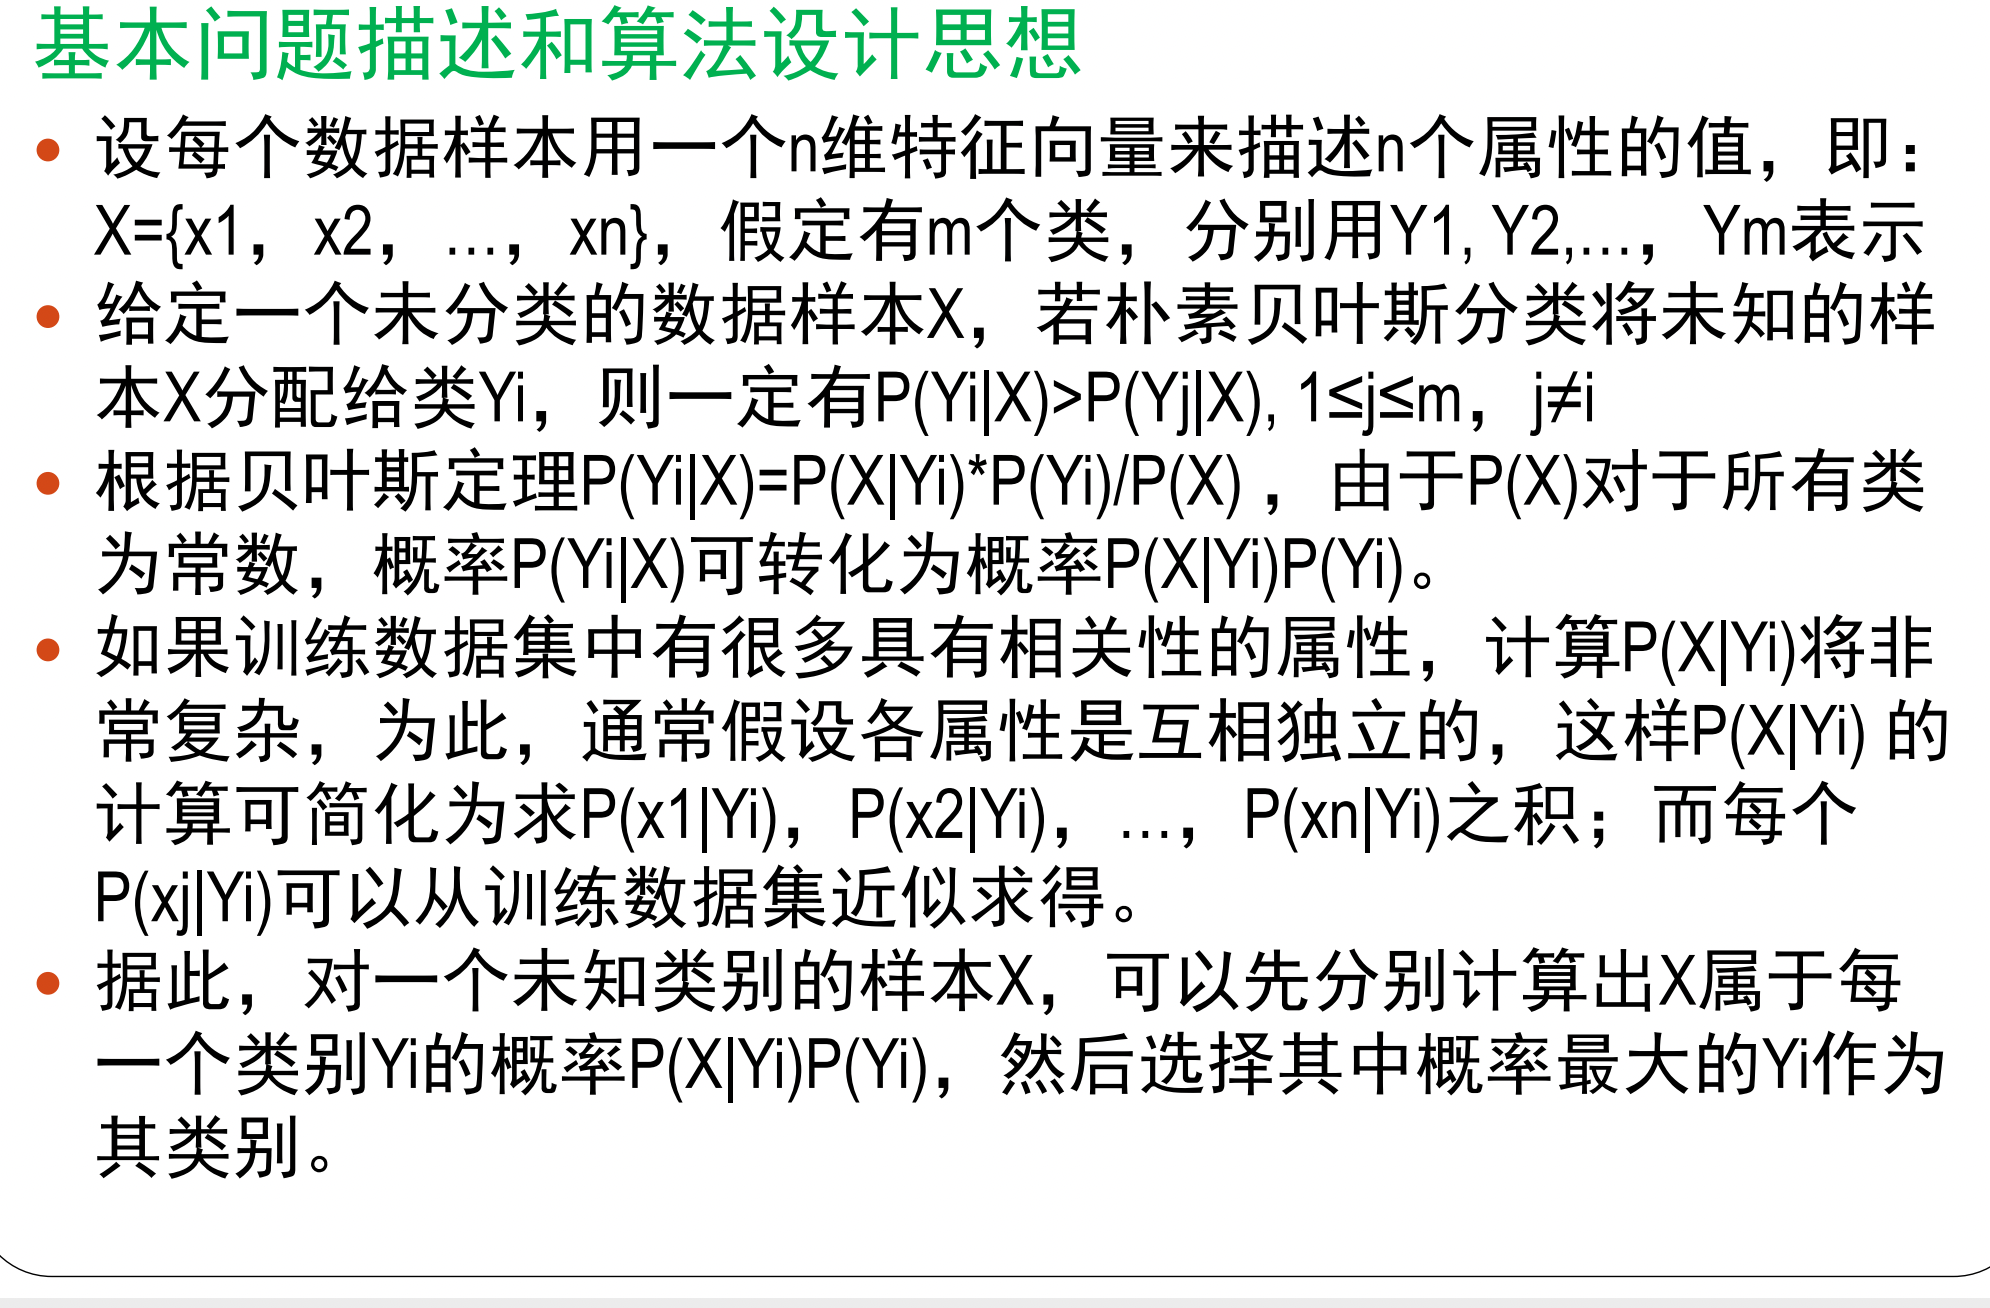 基本问题描述和算法设计思想
• 设每个数据样本用一个n维特征向量来描述n个属性的值，即：
X={x1，x2，…，xn}，假定有m个类，分别用Y1, Y2,…，Ym表示
• 给定一个未分类的数据样本X，若朴素贝叶斯分类将未知的样
本X分配给类Yi，则一定有P(Yi|X)>P(Yj|X), 1≤j≤m，j≠i
• 根据贝叶斯定理P(Yi|X)=P(X|Yi)*P(Yi)/P(X) ，由于P(X)对于所有类
为常数，概率P(Yi|X)可转化为概率P(X|Yi)P(Yi)。
• 如果训练数据集中有很多具有相关性的属性，计算P(X|Yi)将非
常复杂，为此，通常假设各属性是互相独立的，这样P(X|Yi) 的
计算可简化为求P(x1|Yi)，P(x2|Yi)，…，P(xn|Yi)之积；而每个
P(xj|Yi)可以从训练数据集近似求得。
• 据此，对一个未知类别的样本X，可以先分别计算出X属于每
一个类别Yi的概率P(X|Yi)P(Yi)，然后选择其中概率最大的Yi作为
其类别。